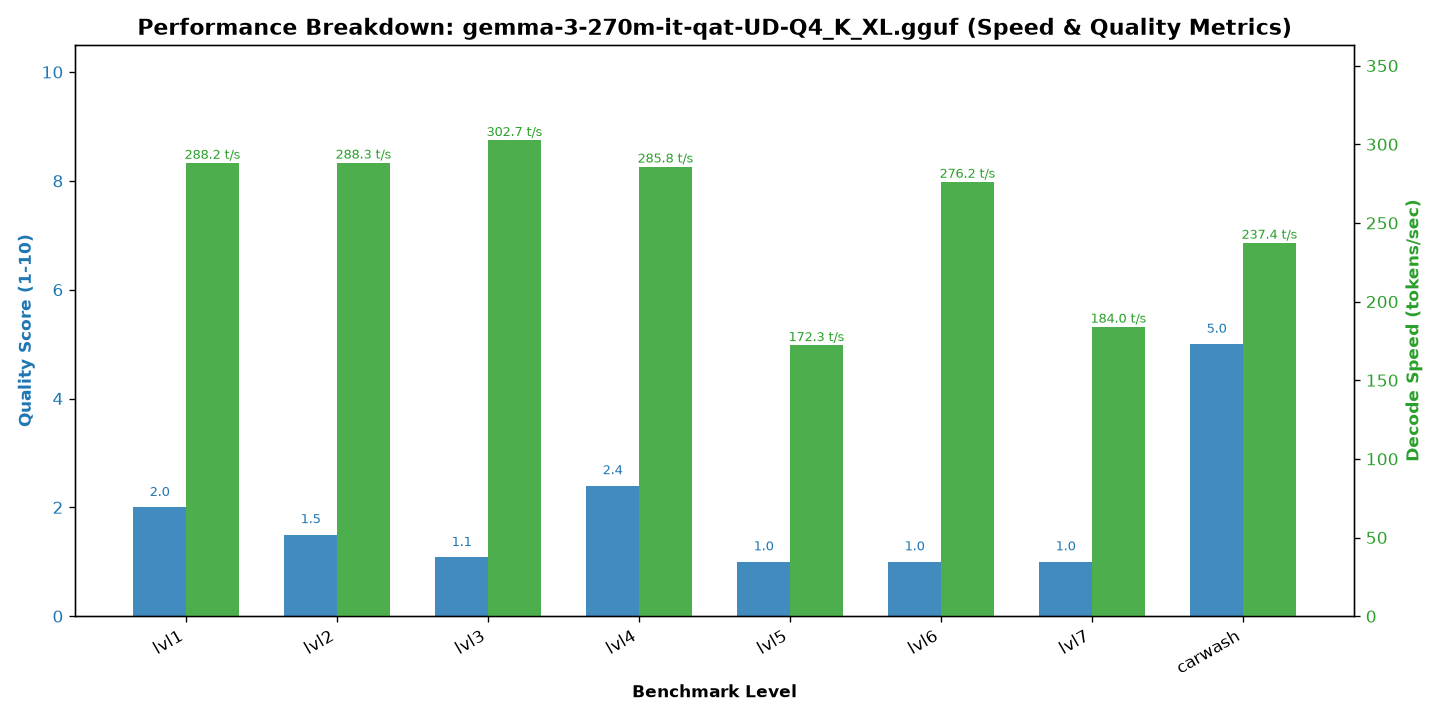 Performance Breakdown: gemma-3-270m-it-qat-UD-Q4_K_XL.gguf (Speed & Quality Metrics)
Quality Score (1-10)
10
8
6
4
2
0
Decode Speed (tokens/sec)
350
300
250
200
150
100
50
0
2.0
288.2 t/s
1.5
288.3 t/s
1.1
302.7 t/s
2.4
285.8 t/s
1.0
172.3 t/s
1.0
276.2 t/s
1.0
184.0 t/s
5.0
237.4 t/s
lvl1
lvl2
lvl3
lvl4
lvl5
lvl6
lvl7
carwash
Benchmark Level